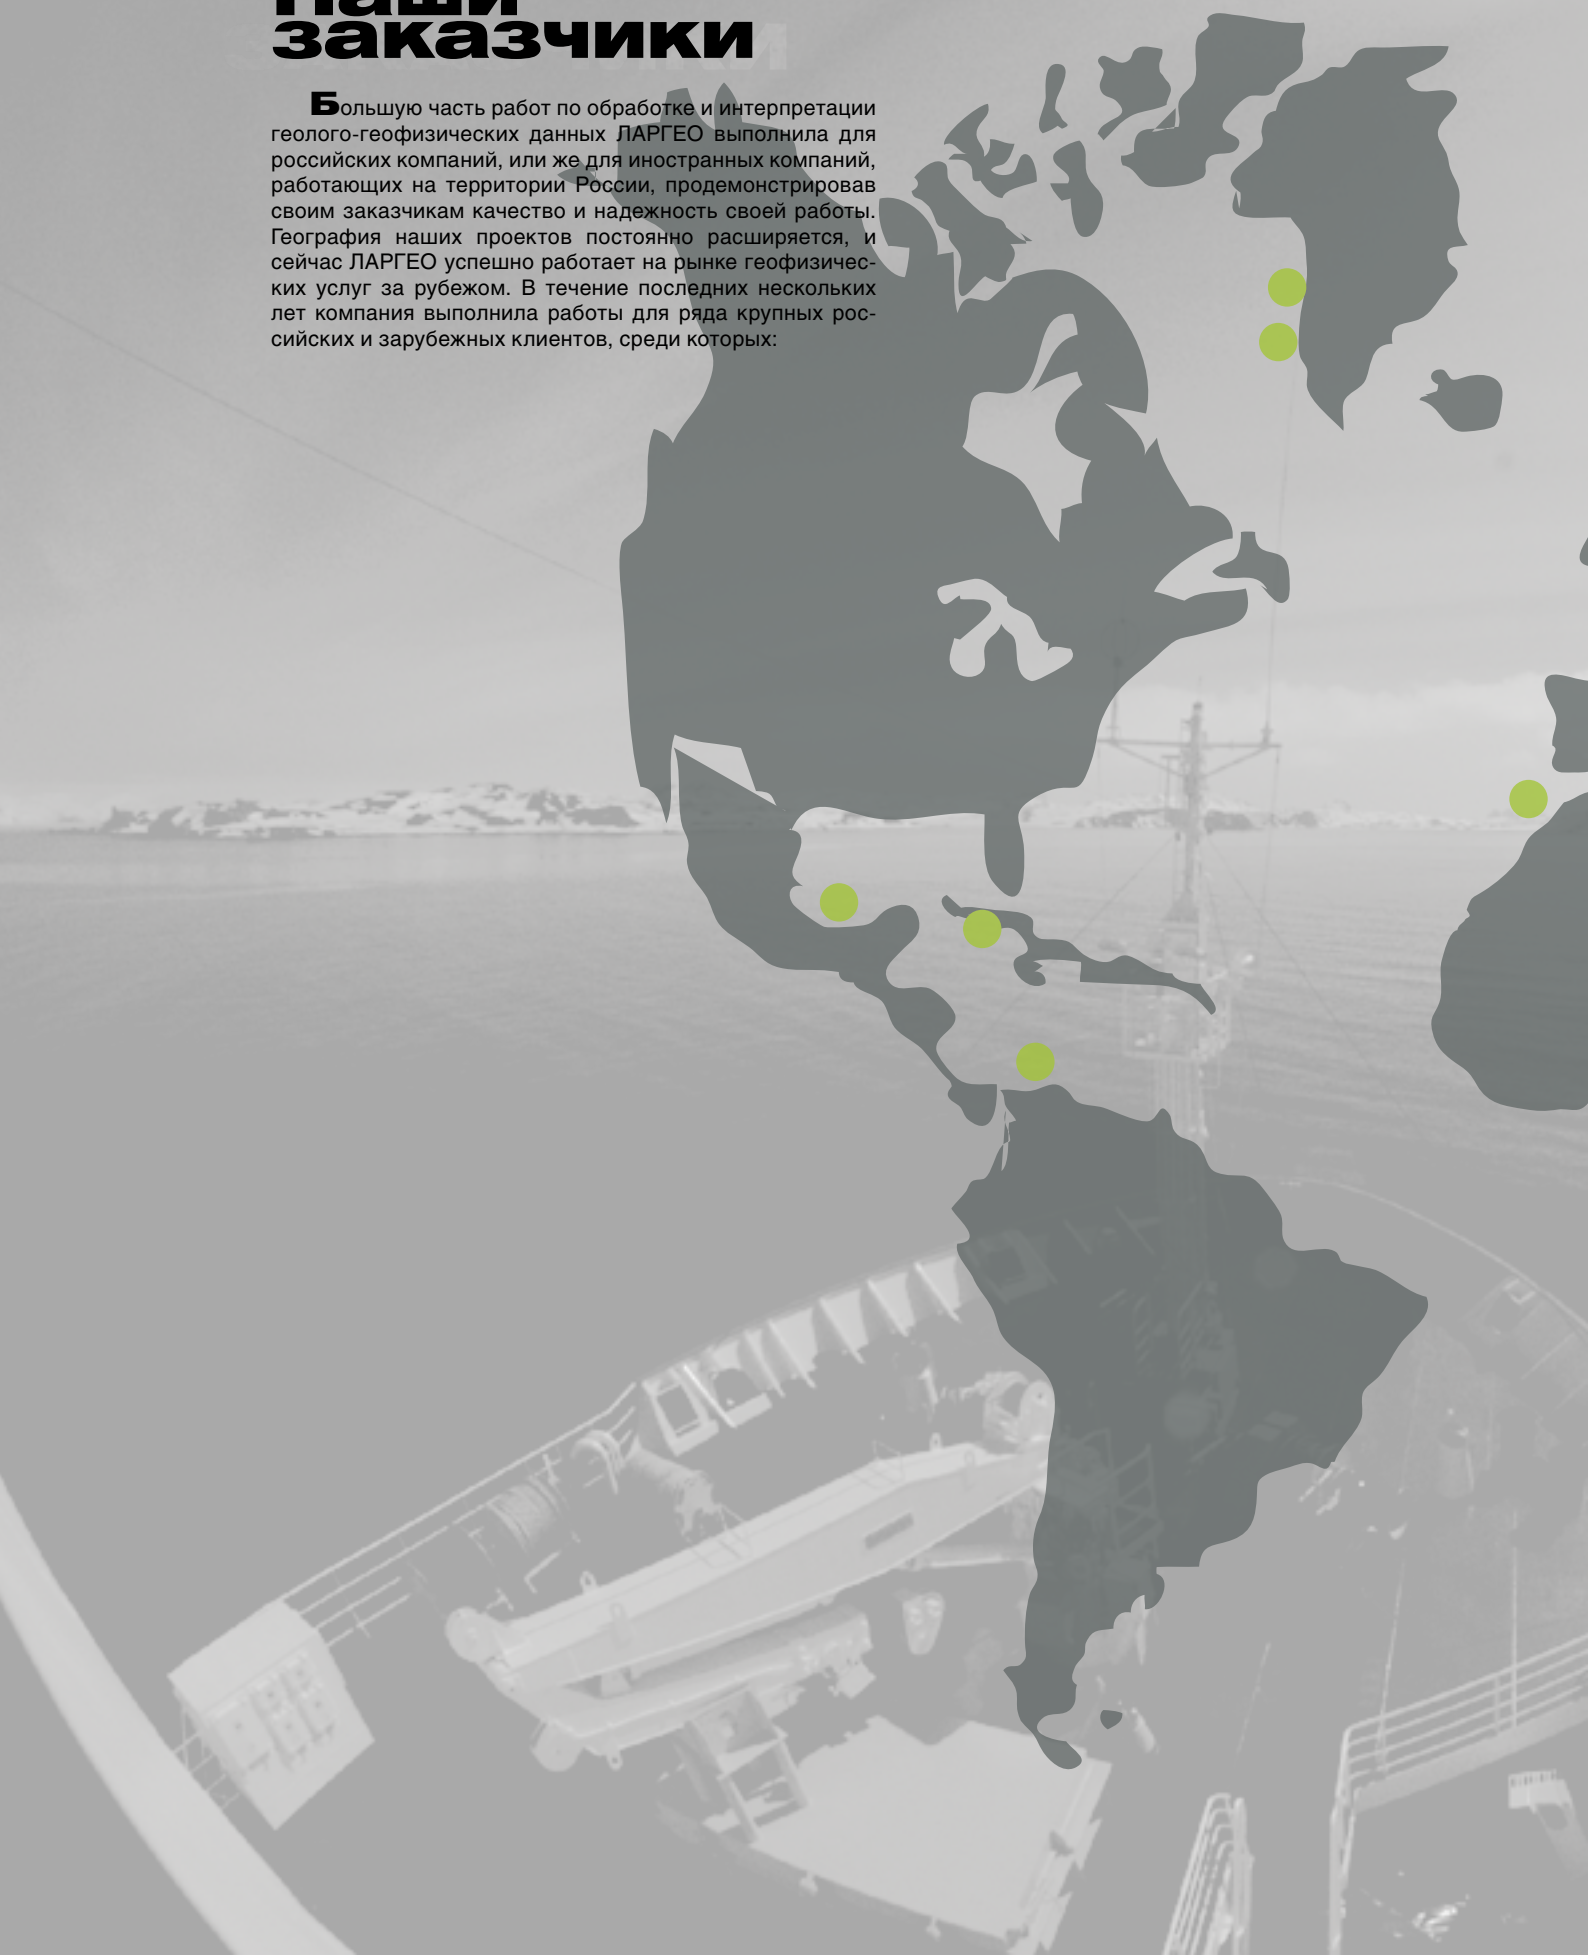 Наши
заказчики
Большую часть работ по обработке и интерпретации
геолого-геофизических данных ЛАРГЕО выполнила для
российских компаний, или же для иностранных компаний,
работающих на территории России, продемонстрировав
своим заказчикам качество и надежность своей работы.
География наших проектов постоянно расширяется, и
сейчас ЛАРГЕО успешно работает на рынке геофизичес-
ких услуг за рубежом. В течение последних нескольких
лет компания выполнила работы для ряда крупных рос-
сийских и зарубежных клиентов, среди которых: